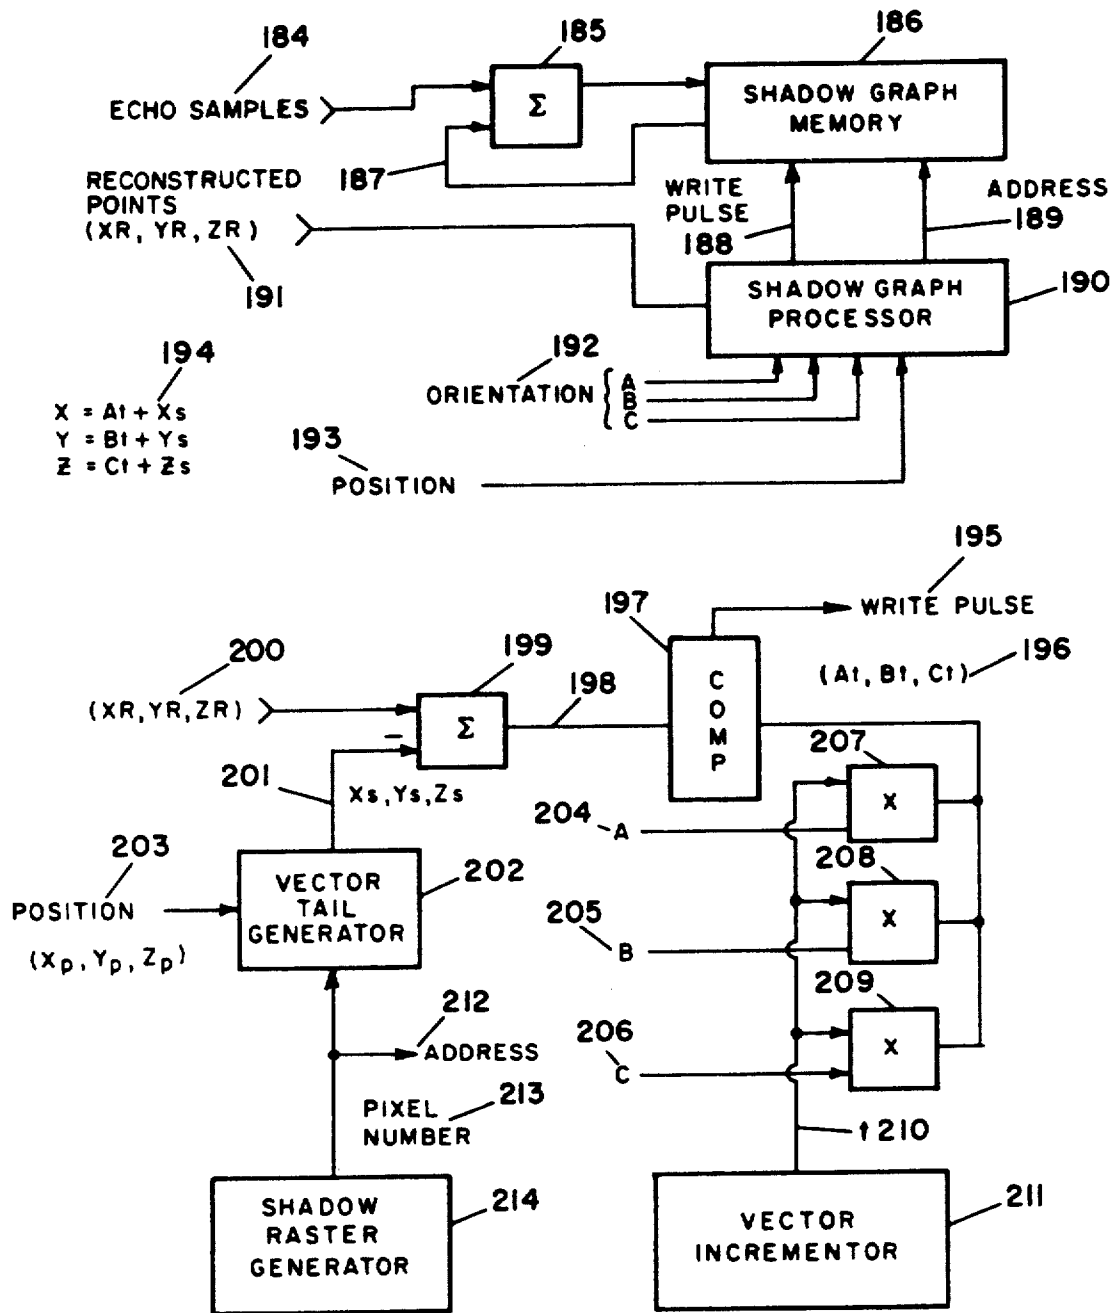 184
185
186
ECHO SAMPLES
Σ
SHADOW GRAPH
MEMORY
187
RECONSTRUCTED
POINTS
(XR, YR, ZR)
WRITE
PULSE
188
ADDRESS
189
191
SHADOW GRAPH
PROCESSOR
190
194
192
ORIENTATION { A
B
C
X = At + Xs
Y = Bt + Ys
Z = Ct + Zs
193
POSITION
195
WRITE PULSE
197
200
199
198
(At, Bt, Ct)
196
(XR, YR, ZR)
−
Σ
COMP
201
Xs, Ys, Zs
207
X
204
A
203
202
208
VECTOR
TAIL
GENERATOR
X
POSITION
(Xp, Yp, Zp)
205
B
209
212
ADDRESS
206
X
C
PIXEL
NUMBER
213
t 210
SHADOW
RASTER
GENERATOR
214
VECTOR
INCREMENTOR
211